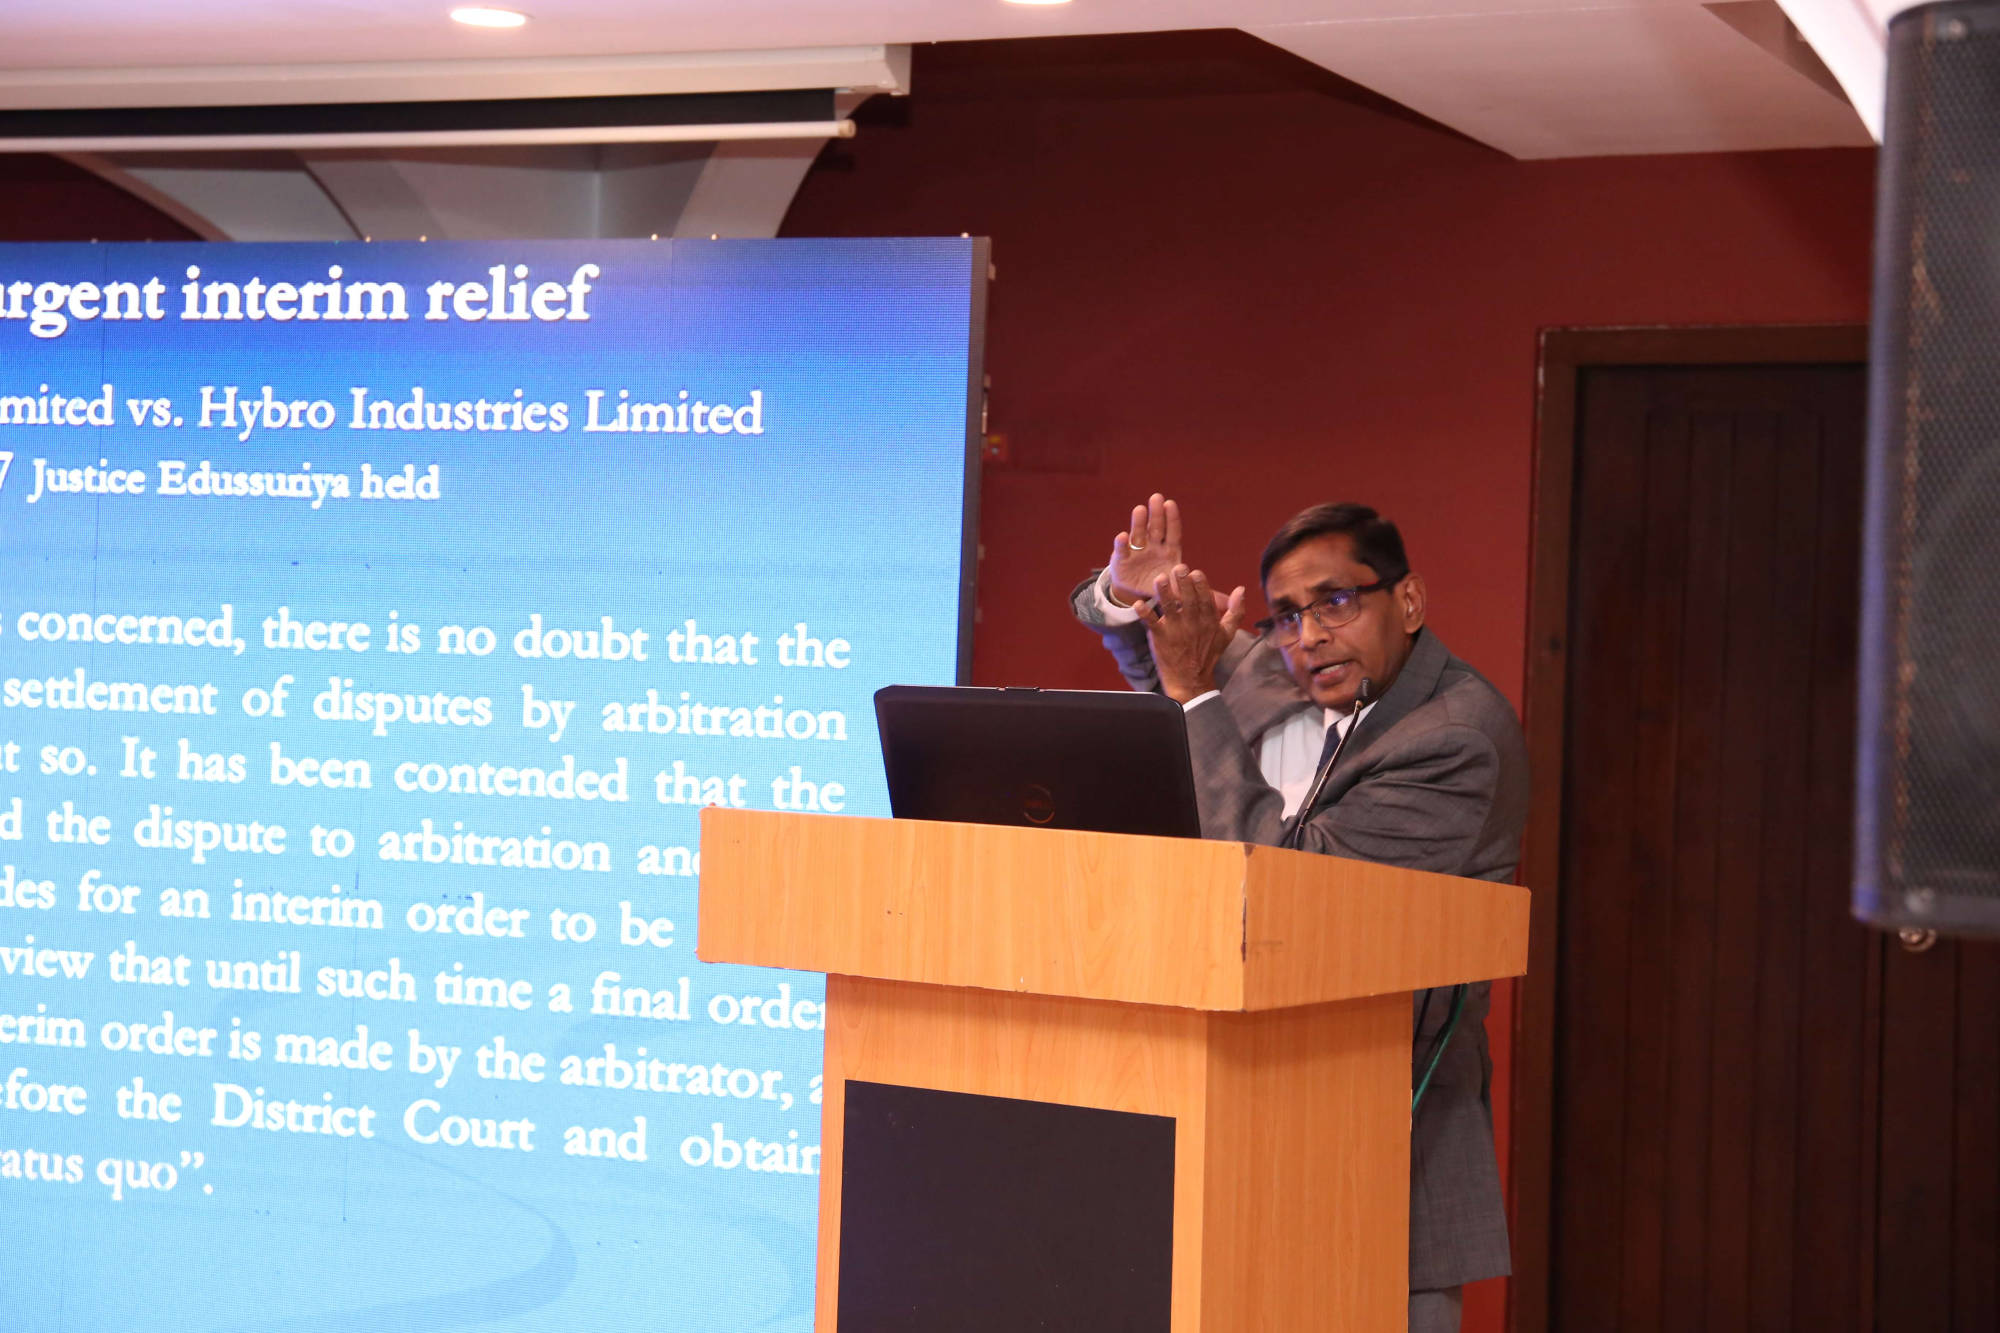 urgent interim relief
mited vs. Hybro Industries Limited
7 Justice Edussuriya held
s concerned, there is no doubt that the
settlement of disputes by arbitration
t so. It has been contended that the
d the dispute to arbitration and
des for an interim order to be
view that until such time a final order
erim order is made by the arbitrator, a
efore the District Court and obtain
atus quo”.
DELL